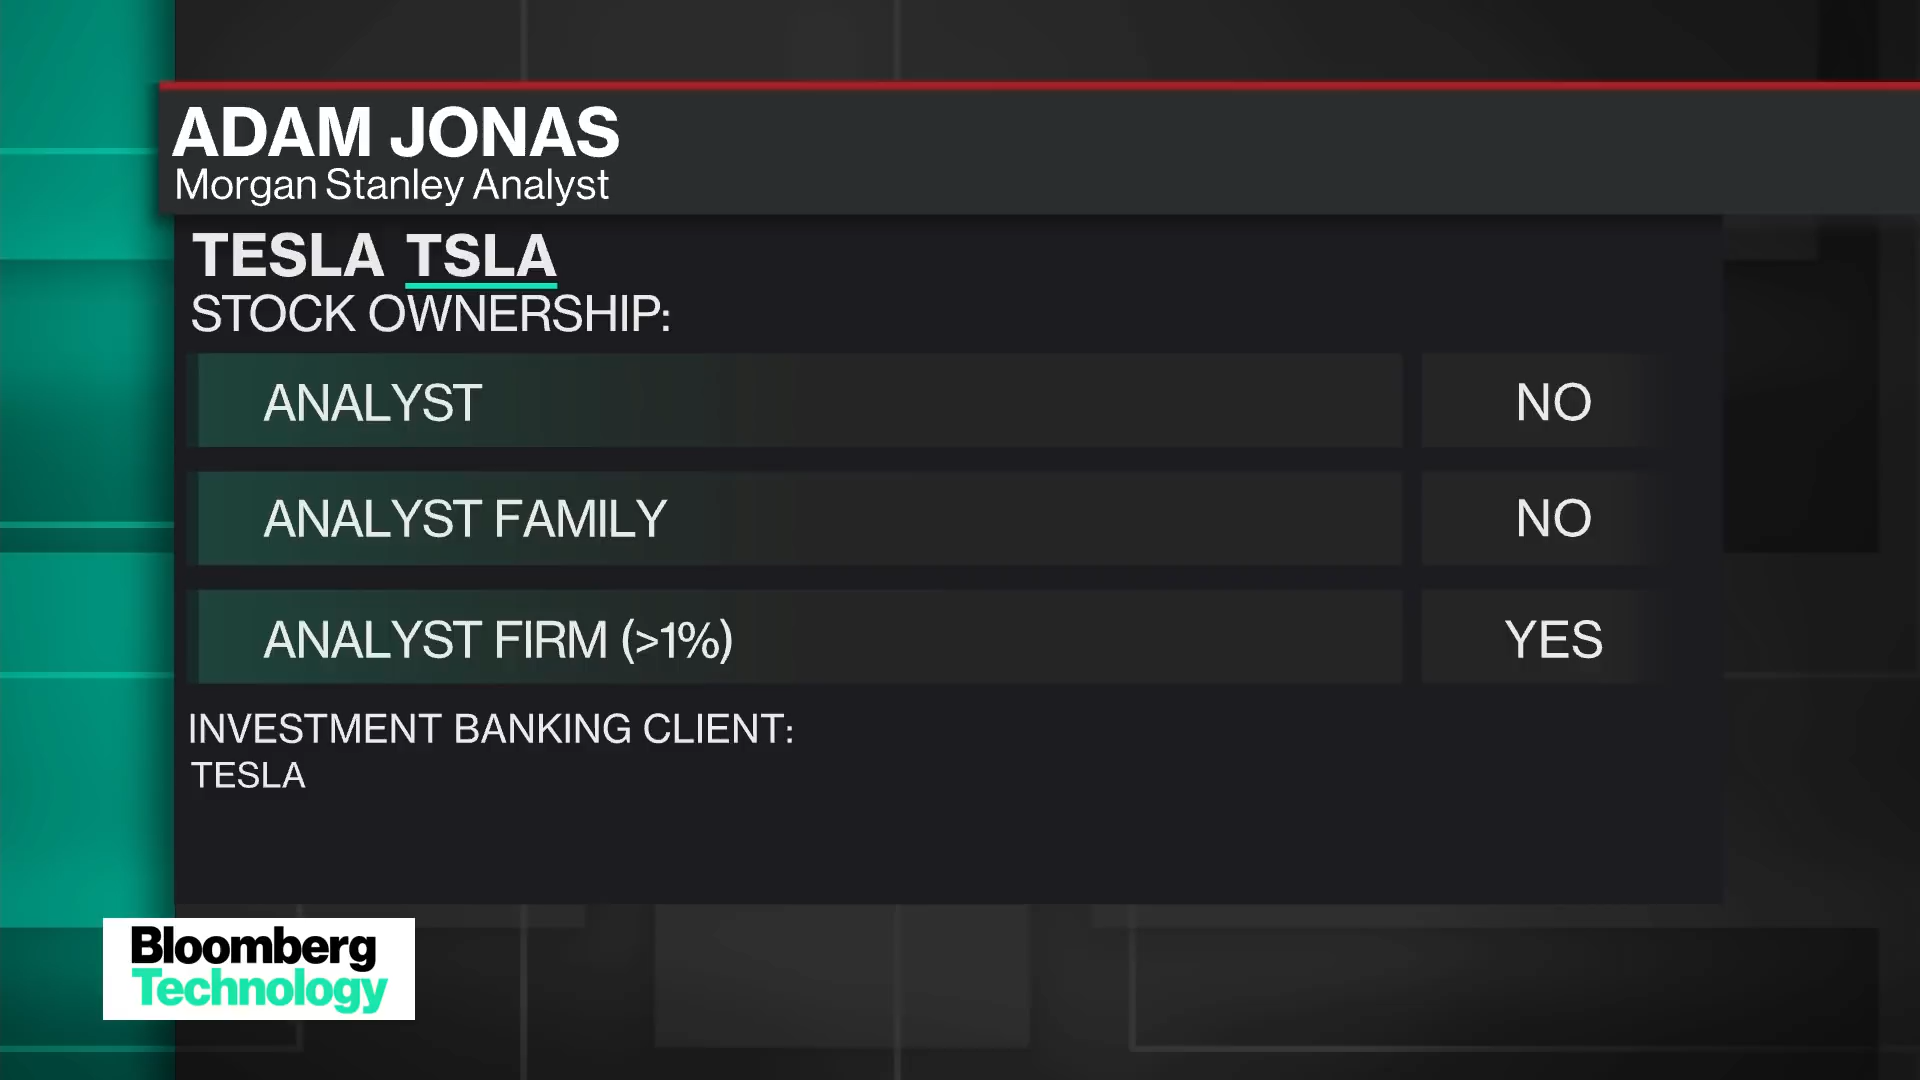 ADAM JONAS
Morgan Stanley Analyst
TESLA TSLA
STOCK OWNERSHIP:
ANALYST NO
ANALYST FAMILY NO
ANALYST FIRM (>1%) YES
INVESTMENT BANKING CLIENT:
TESLA
Bloomberg
Technology